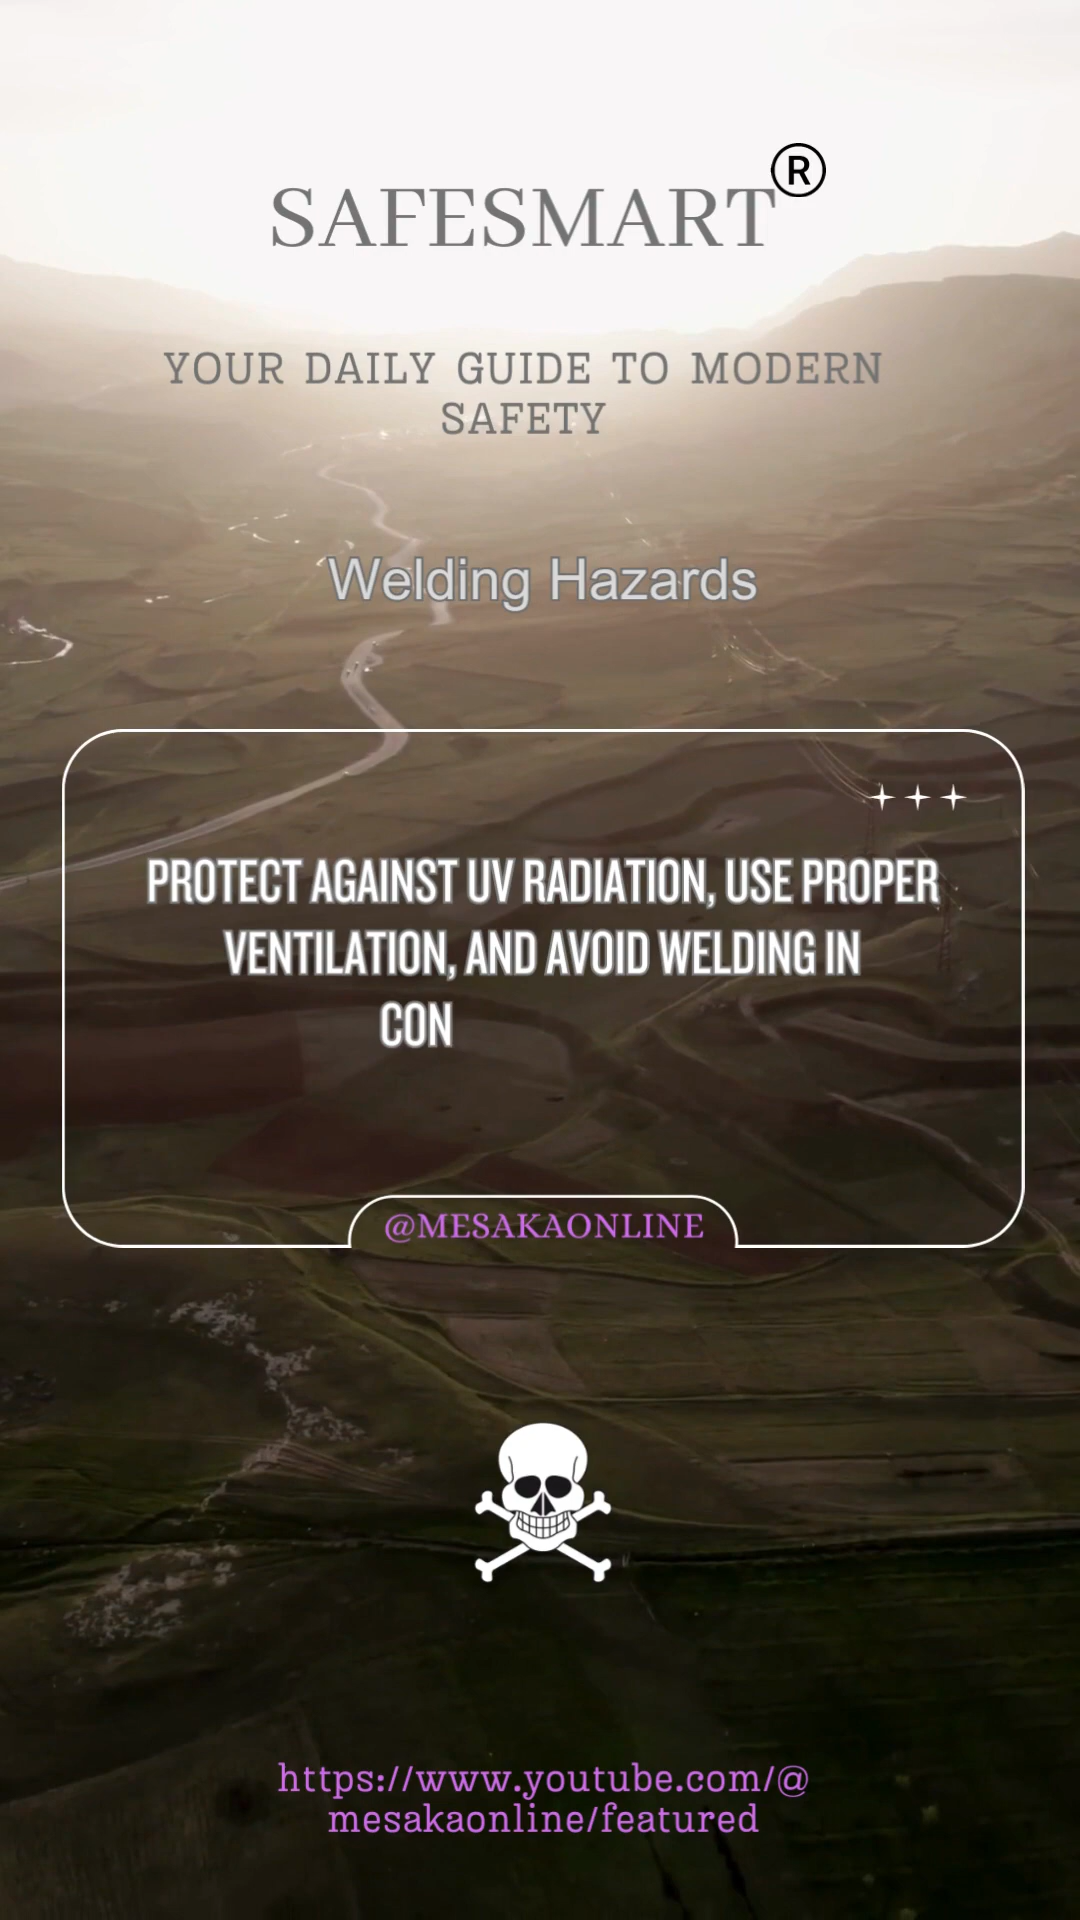 SAFESMART®
YOUR DAILY GUIDE TO MODERN
SAFETY
Welding Hazards
PROTECT AGAINST UV RADIATION, USE PROPER
VENTILATION, AND AVOID WELDING IN
CON
@MESAKAONLINE
https://www.youtube.com/@
mesakaonline/featured